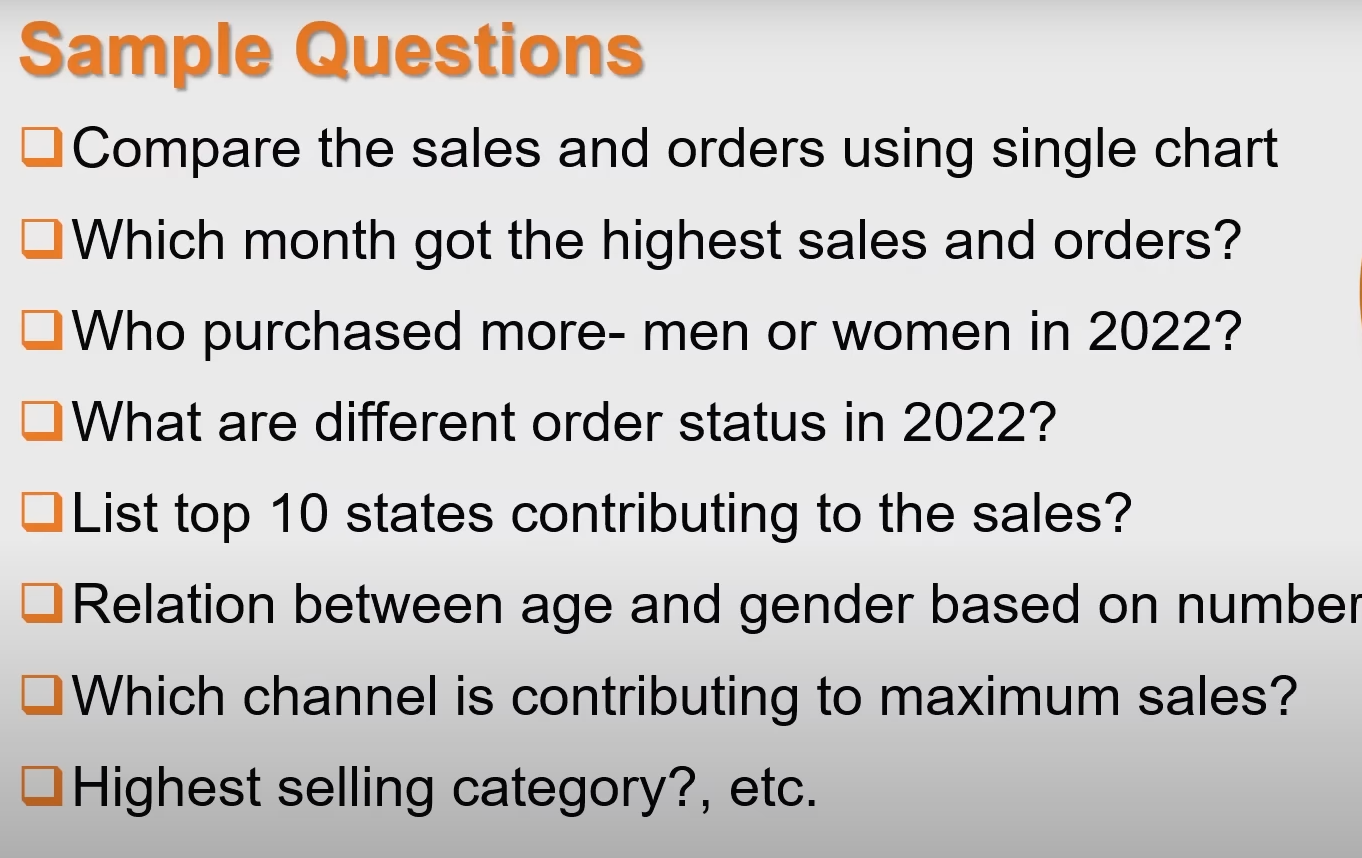 Sample Questions
Compare the sales and orders using single chart
Which month got the highest sales and orders?
Who purchased more- men or women in 2022?
What are different order status in 2022?
List top 10 states contributing to the sales?
Relation between age and gender based on number
Which channel is contributing to maximum sales?
Highest selling category?, etc.